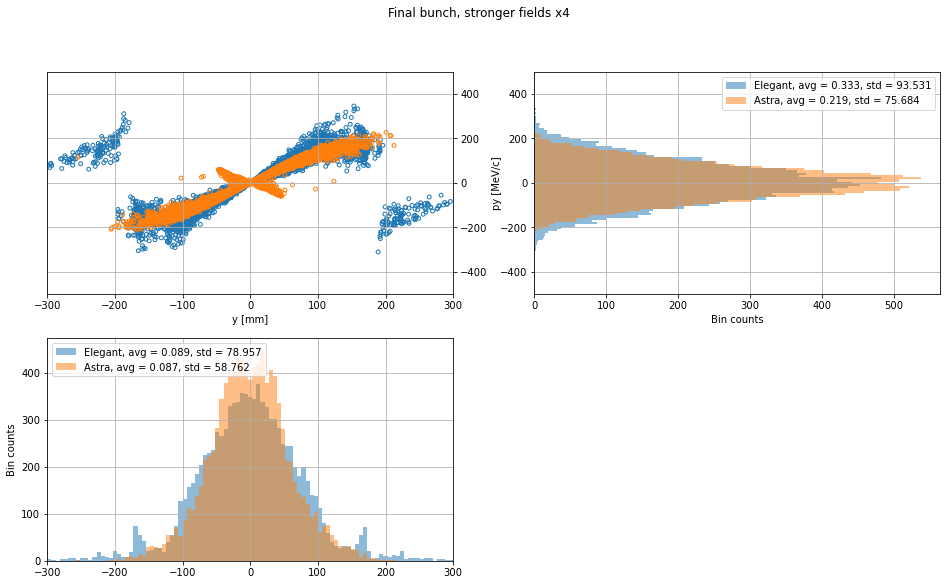 Final bunch, stronger fields x4
400
200
0
−200
−400
−300 −200 −100 0 100 200 300
y [mm]
Elegant, avg = 0.333, std = 93.531
Astra, avg = 0.219, std = 75.684
py [MeV/c]
400
200
0
−200
−400
0 100 200 300 400 500
Bin counts
Elegant, avg = 0.089, std = 78.957
Astra, avg = 0.087, std = 58.762
Bin counts
400
300
200
100
0
−300 −200 −100 0 100 200 300